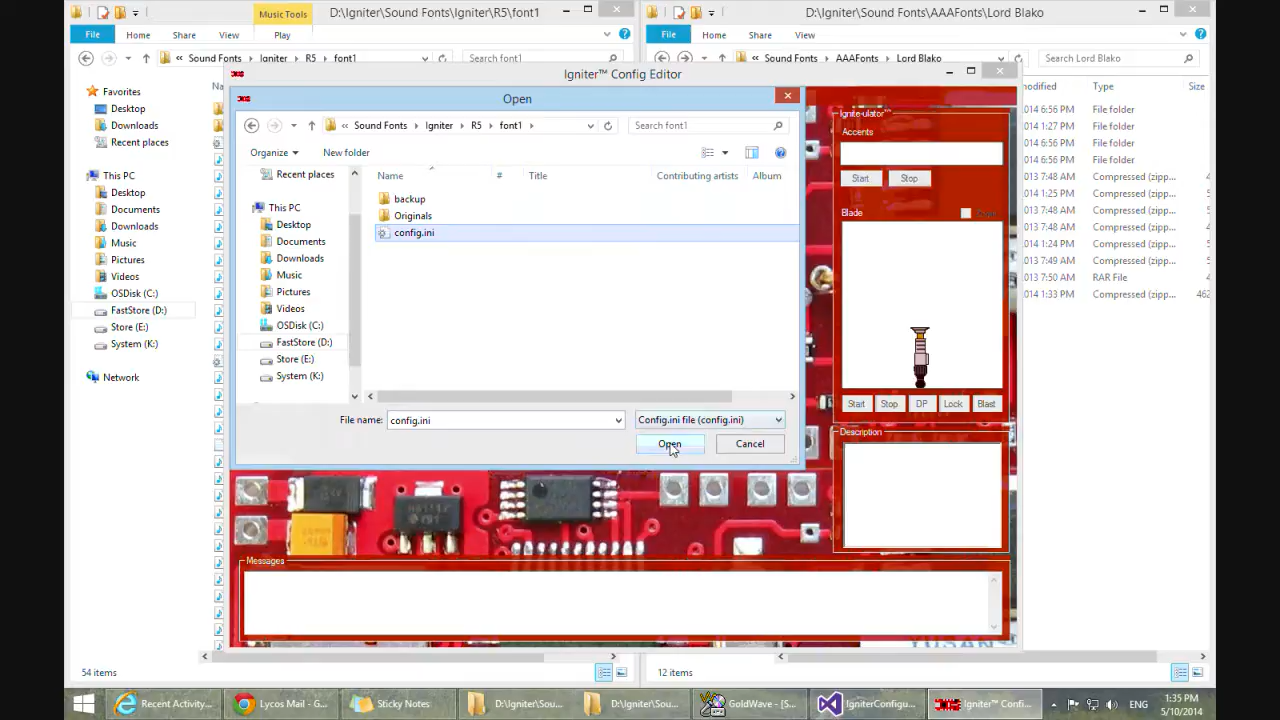 Music Tools
D:\Igniter\Sound Fonts\Igniter\R5\font1
File
Home
Share
View
Play
« Sound Fonts Igniter R5 font1
Search font1
Favorites
Desktop
Downloads
Recent places
This PC
Desktop
Documents
Downloads
Music
Pictures
Videos
OSDisk (C:)
FastStore (D:)
Store (E:)
System (K:)
Network
54 items
D:\Igniter\Sound Fonts\AAAFonts\Lord Blako
File
Home
Share
View
« Sound Fonts AAAFonts Lord Blako
Search Lord Blako
modified Type Size
014 6:56 PM File folder
014 1:27 PM File folder
014 6:56 PM File folder
014 6:56 PM File folder
013 7:48 AM Compressed (zipp...
014 1:25 PM Compressed (zipp...
013 7:48 AM Compressed (zipp...
013 7:48 AM Compressed (zipp...
014 1:24 PM Compressed (zipp...
013 7:49 AM Compressed (zipp...
013 7:50 AM RAR File
014 1:33 PM Compressed (zipp... 462
12 items
Igniter™ Config Editor
Open
« Sound Fonts Igniter R5 font1
Search font1
Organize
New folder
Recent places
This PC
Desktop
Documents
Downloads
Music
Pictures
Videos
OSDisk (C:)
FastStore (D:)
Store (E:)
System (K:)
Name # Title Contributing artists Album
backup
Originals
config.ini
File name: config.ini
Config.ini file (config.ini)
Open
Cancel
Ignite-ulator™
Accents
Start
Stop
Blade
Start
Stop
DP
Lock
Blast
Description
Messages
Recent Activity...
Lycos Mail - G...
Sticky Notes
D:\Igniter\Sou...
D:\Igniter\Sou...
GoldWave - [S...
IgniterConfigu...
Igniter™ Confi...
ENG
1:35 PM
5/10/2014